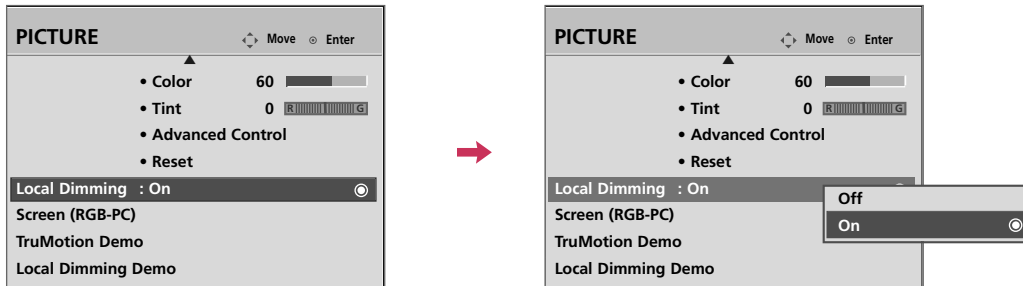 PICTURE Move Enter
• Color 60
• Tint 0 R G
• Advanced Control
• Reset
Local Dimming : On
Screen (RGB-PC)
TruMotion Demo
Local Dimming Demo
PICTURE Move Enter
• Color 60
• Tint 0 R G
• Advanced Control
• Reset
Local Dimming : On
Screen (RGB-PC)
TruMotion Demo
Local Dimming Demo
Off
On